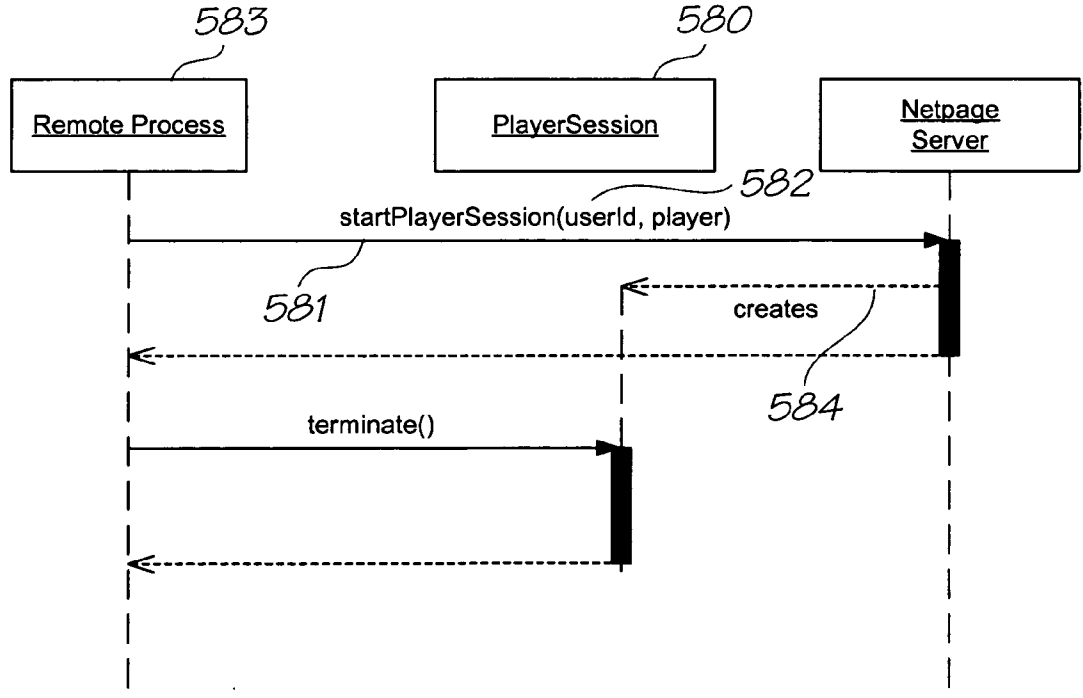 583
580
Remote Process
PlayerSession
Netpage
Server
582
startPlayerSession(userId, player)
581
creates
584
terminate()